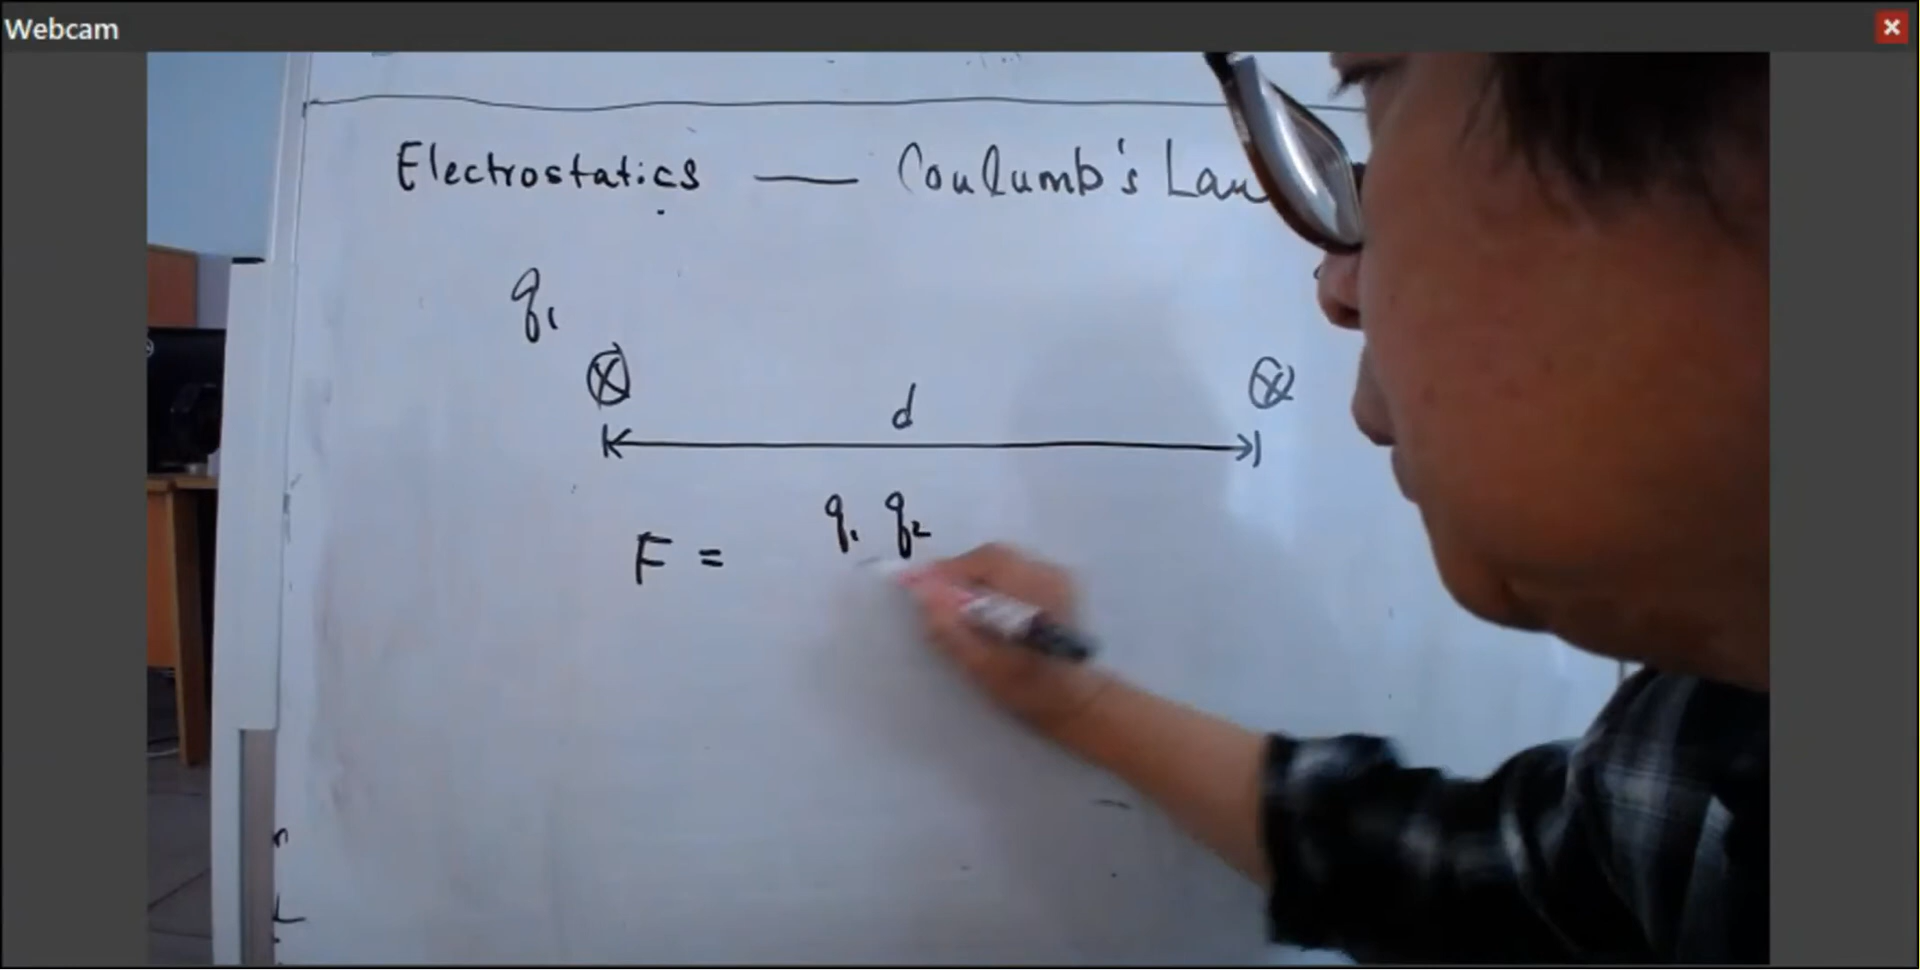 Webcam
Electrostatics — Coulumb's Law
q₁
d
q₁ q₂
F =